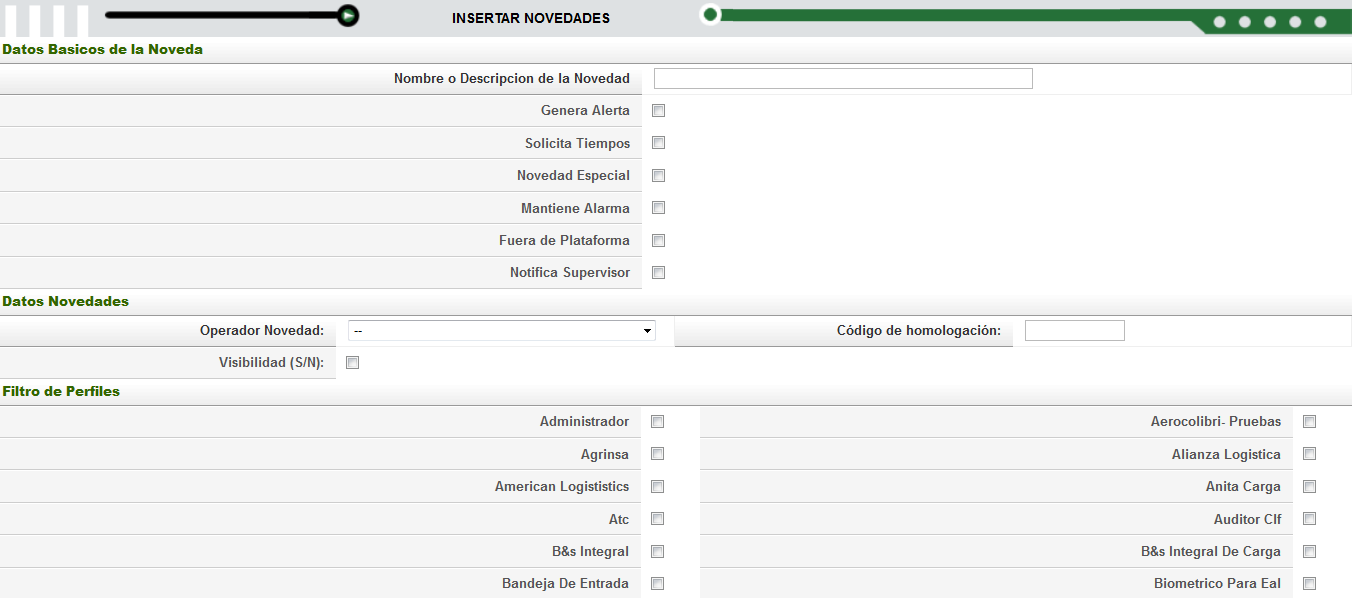 INSERTAR NOVEDADES
Datos Basicos de la Noveda
Nombre o Descripcion de la Novedad
Genera Alerta
Solicita Tiempos
Novedad Especial
Mantiene Alarma
Fuera de Plataforma
Notifica Supervisor
Datos Novedades
Operador Novedad: -- Código de homologación:
Visibilidad (S/N):
Filtro de Perfiles
Administrador Aerocolibri- Pruebas
Agrinsa Alianza Logistica
American Logististics Anita Carga
Atc Auditor Clf
B&s Integral B&s Integral De Carga
Bandeja De Entrada Biometrico Para Eal